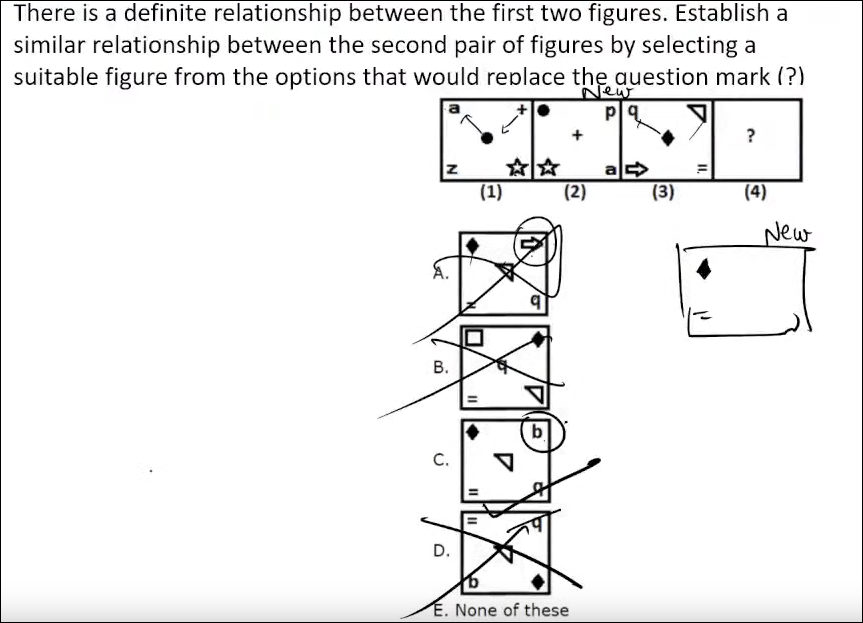 There is a definite relationship between the first two figures. Establish a
similar relationship between the second pair of figures by selecting a
suitable figure from the options that would replace the question mark (?)
New
a + p q
+ ?
z a =
(1) (2) (3) (4)
New
A.
= q
=
B. q
=
b
C.
= q
= q
D.
b
E. None of these